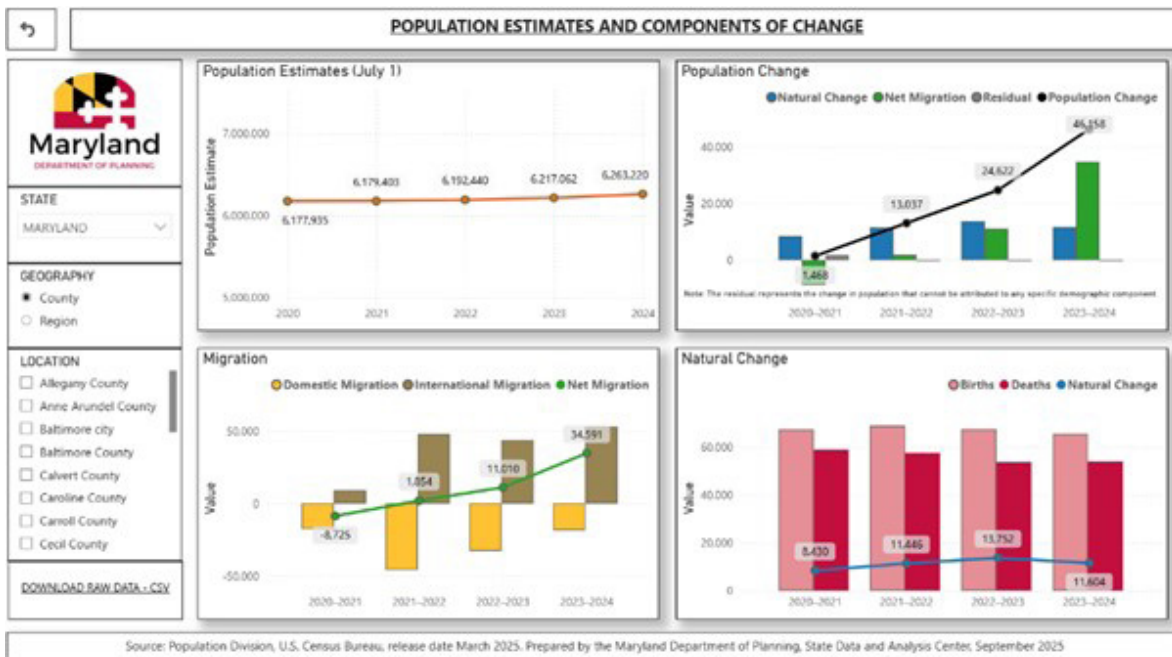 POPULATION ESTIMATES AND COMPONENTS OF CHANGE
Maryland
DEPARTMENT OF PLANNING
STATE
MARYLAND
GEOGRAPHY
County
Region
LOCATION
Allegany County
Anne Arundel County
Baltimore city
Baltimore County
Calvert County
Caroline County
Carroll County
Cecil County
DOWNLOAD RAW DATA - CSV
Population Estimates (July 1)
Population Estimate
7,000,000
6,000,000
5,000,000
6,177,935
6,179,403
6,192,440
6,217,062
6,263,220
2020
2021
2022
2023
2024
Population Change
Natural Change Net Migration Residual Population Change
Value
40,000
20,000
0
1,468
13,037
24,622
46,158
Note: The residual represents the change in population that cannot be attributed to any specific demographic component
2020–2021
2021–2022
2022–2023
2023–2024
Migration
Domestic Migration International Migration Net Migration
Value
50,000
0
-50,000
-8,725
11,010
34,591
2020–2021
2021–2022
2022–2023
2023–2024
Natural Change
Births Deaths Natural Change
Value
60,000
40,000
20,000
0
8,430
11,446
13,752
11,604
2020–2021
2021–2022
2022–2023
2023–2024
Source: Population Division, U.S. Census Bureau, release date March 2025. Prepared by the Maryland Department of Planning, State Data and Analysis Center, September 2025